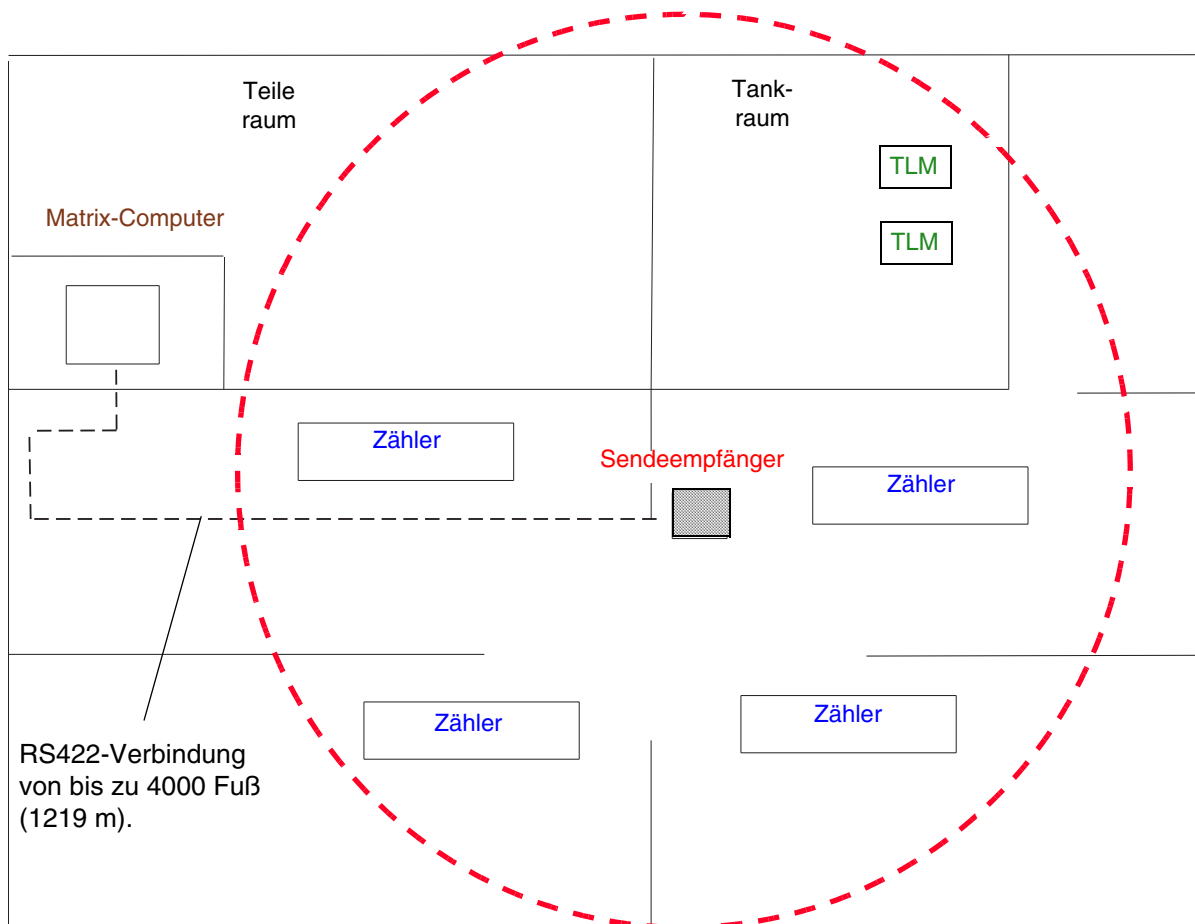 Teile
raum
Tank-
raum
TLM
Matrix-Computer
TLM
Zähler
Sendeempfänger
Zähler
Zähler
Zähler
RS422-Verbindung
von bis zu 4000 Fuß
(1219 m).